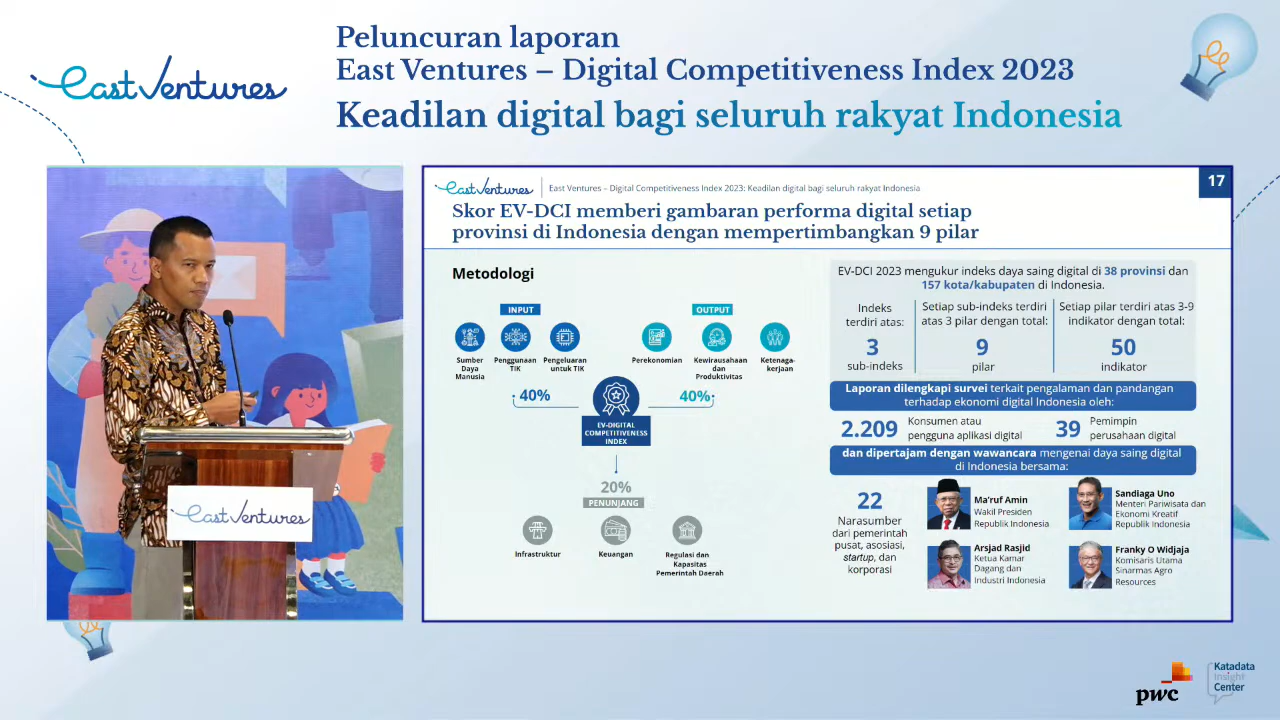 East Ventures
Peluncuran laporan
East Ventures – Digital Competitiveness Index 2023
Keadilan digital bagi seluruh rakyat Indonesia
East Ventures
East Ventures – Digital Competitiveness Index 2023: Keadilan digital bagi seluruh rakyat Indonesia
17
Skor EV-DCI memberi gambaran performa digital setiap
provinsi di Indonesia dengan mempertimbangkan 9 pilar
Metodologi
INPUT
Sumber
Daya
Manusia
Penggunaan
TIK
Pengeluaran
untuk TIK
OUTPUT
Perekonomian
Kewirausahaan
dan
Produktivitas
Ketenaga-
kerjaan
40%
40%
EV-DIGITAL
COMPETITIVENESS
INDEX
20%
PENUNJANG
Infrastruktur
Keuangan
Regulasi dan
Kapasitas
Pemerintah Daerah
EV-DCI 2023 mengukur indeks daya saing digital di 38 provinsi dan
157 kota/kabupaten di Indonesia.
Indeks
terdiri atas:
3
sub-indeks
Setiap sub-indeks terdiri
atas 3 pilar dengan total:
9
pilar
Setiap pilar terdiri atas 3-9
indikator dengan total:
50
indikator
Laporan dilengkapi survei terkait pengalaman dan pandangan
terhadap ekonomi digital Indonesia oleh:
2.209
Konsumen atau
pengguna aplikasi digital
39
Pemimpin
perusahaan digital
dan dipertajam dengan wawancara mengenai daya saing digital
di Indonesia bersama:
22
Narasumber
dari pemerintah
pusat, asosiasi,
startup, dan
korporasi
Ma'ruf Amin
Wakil Presiden
Republik Indonesia
Sandiaga Uno
Menteri Pariwisata dan
Ekonomi Kreatif
Republik Indonesia
Arsjad Rasjid
Ketua Kamar
Dagang dan
Industri Indonesia
Franky O Widjaja
Komisaris Utama
Sinarmas Agro
Resources
East Ventures
pwc
Katadata
Insight
Center